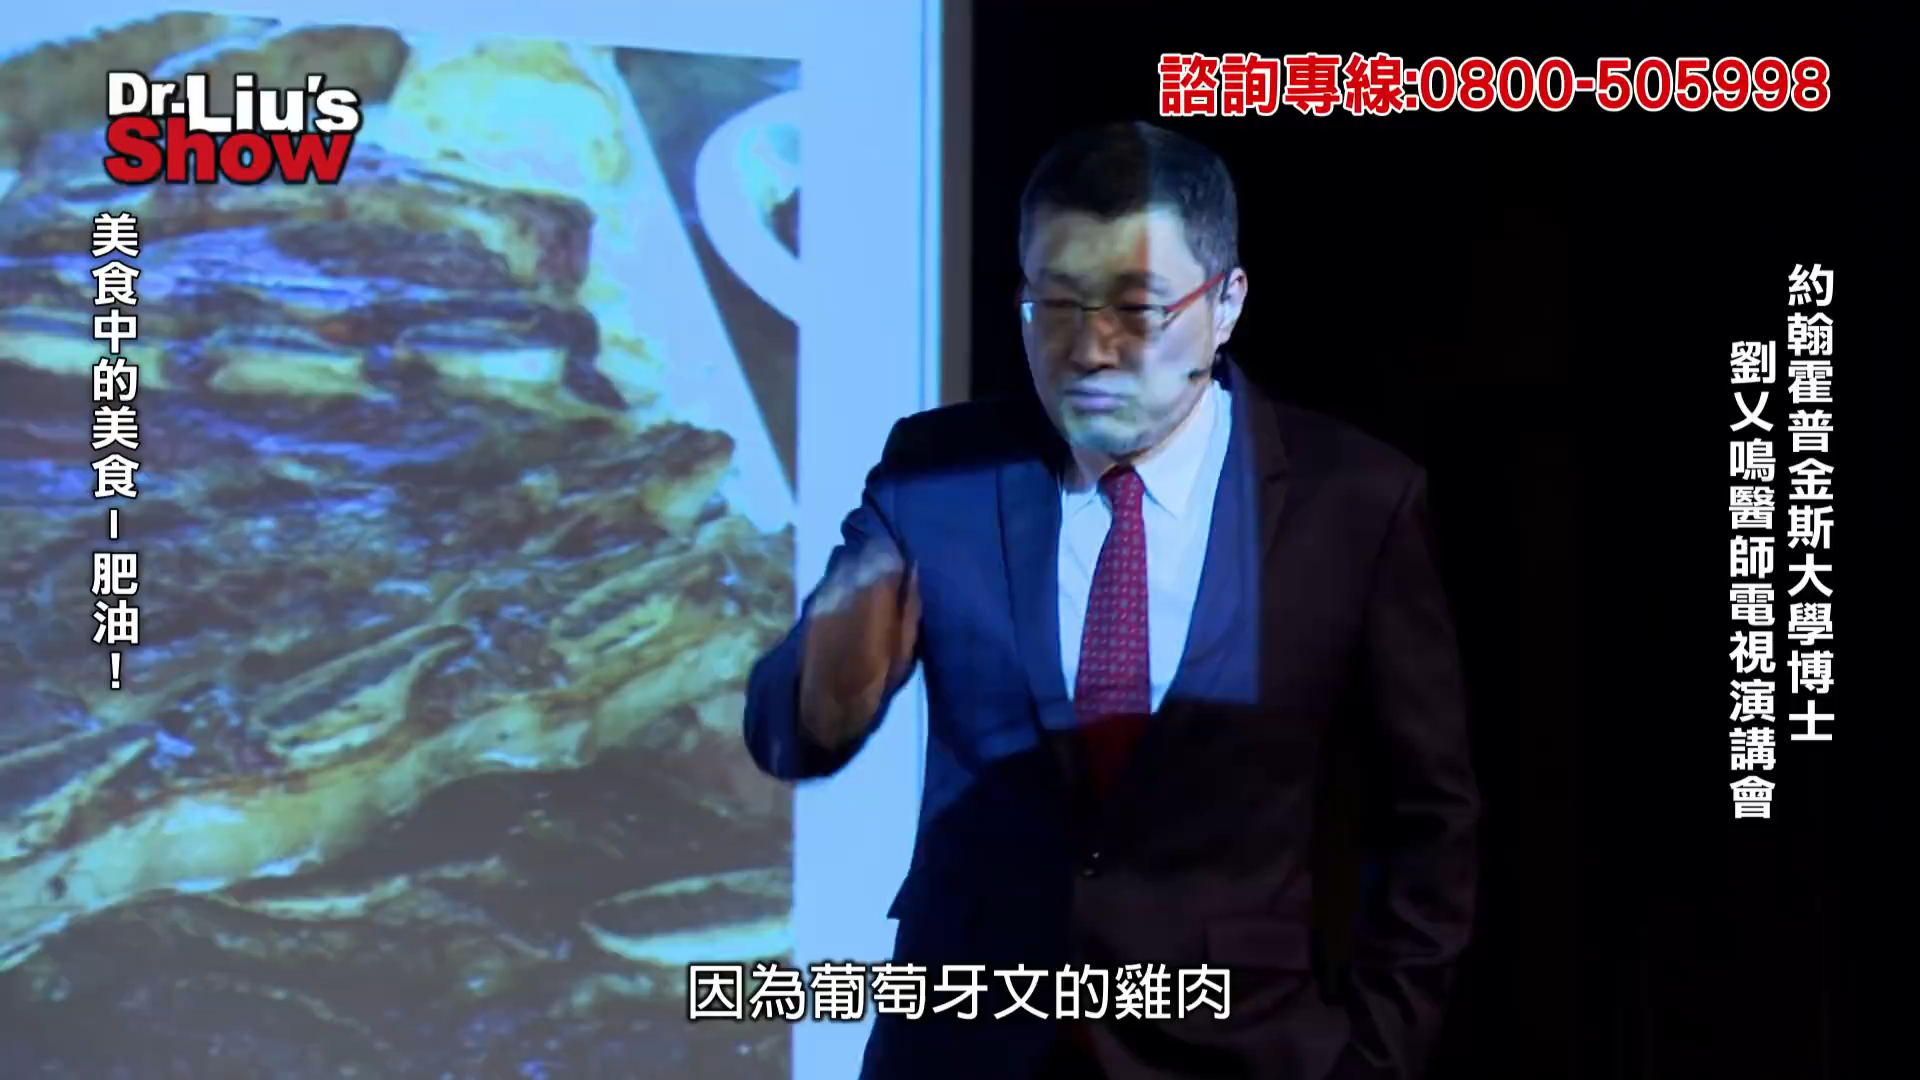 Dr.Liu's
Show
諮詢專線:0800-505998
美食中的美食-肥油!
約翰霍普金斯大學博士
劉乂鳴醫師電視演講會
因為葡萄牙文的雞肉